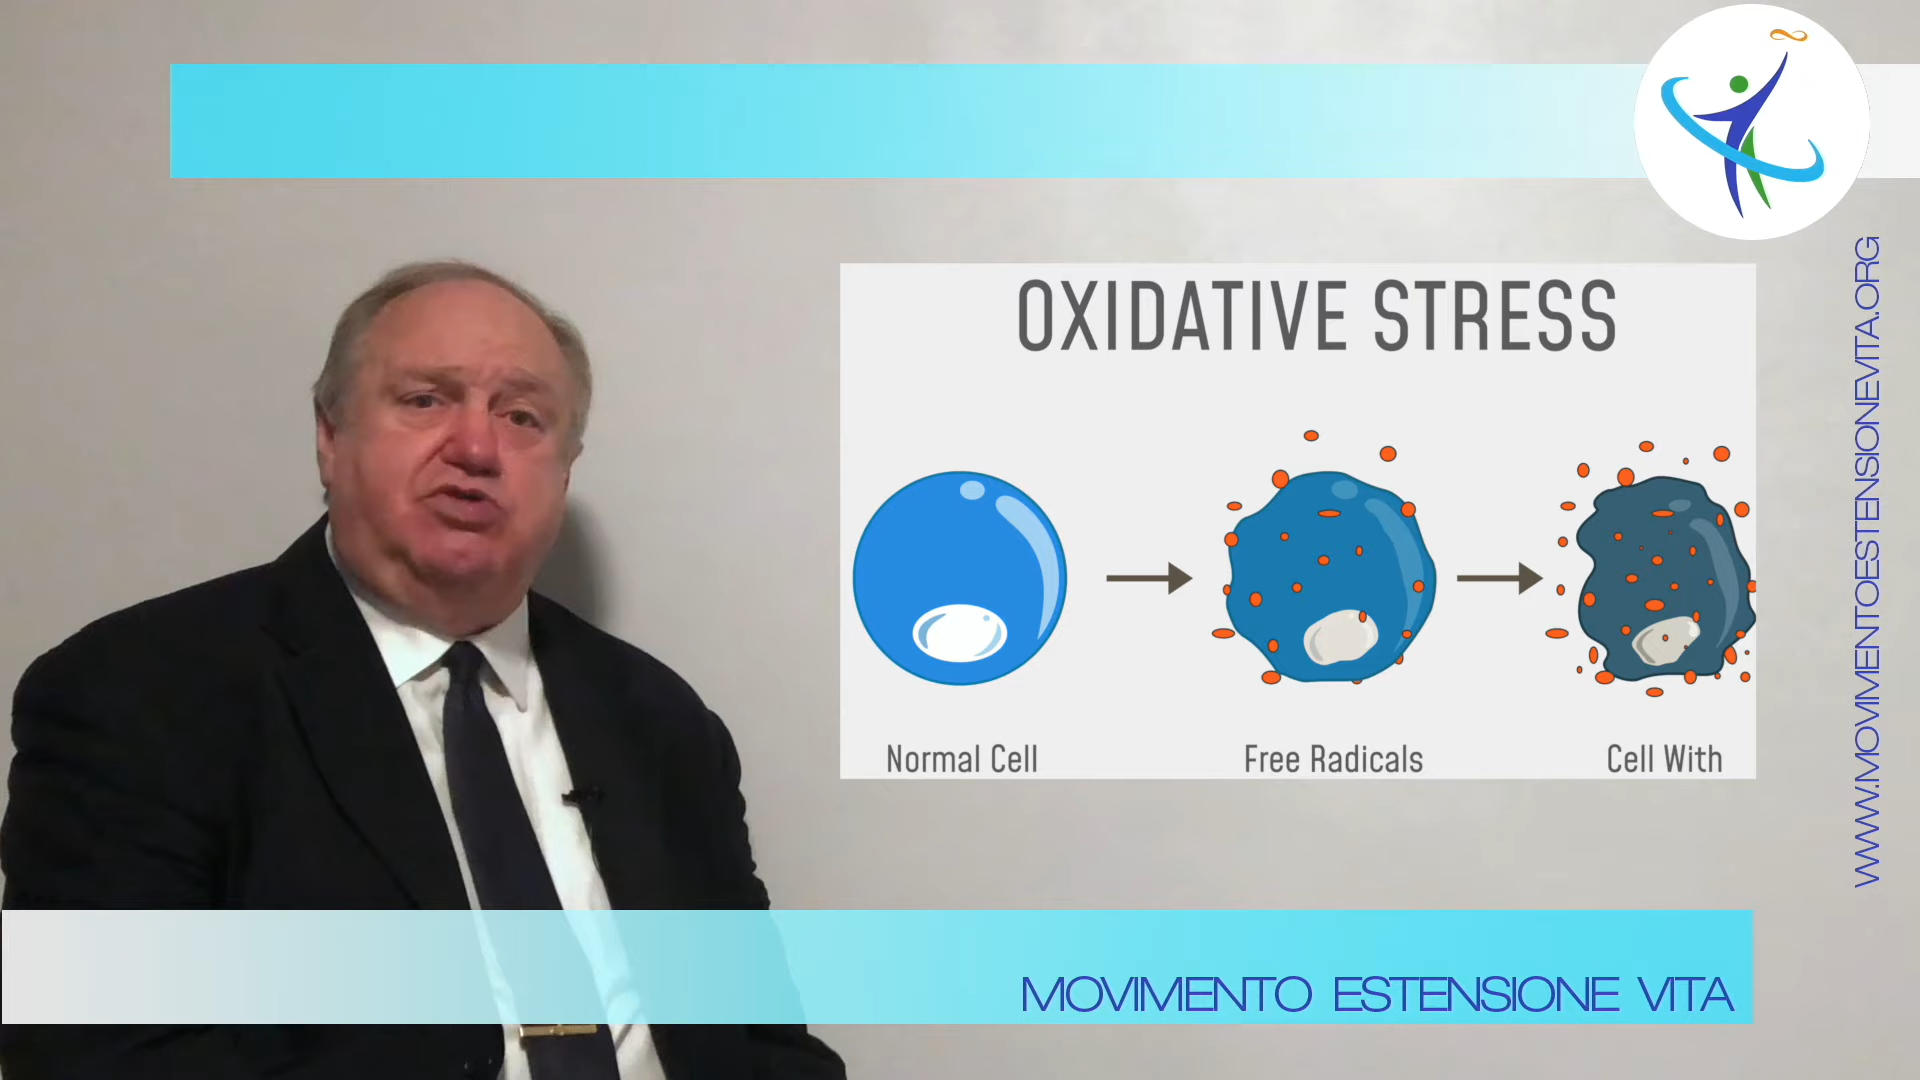 OXIDATIVE STRESS
Normal Cell
Free Radicals
Cell With
WWW.MOVIMENTOESTENSIONEVITA.ORG
MOVIMENTO ESTENSIONE VITA